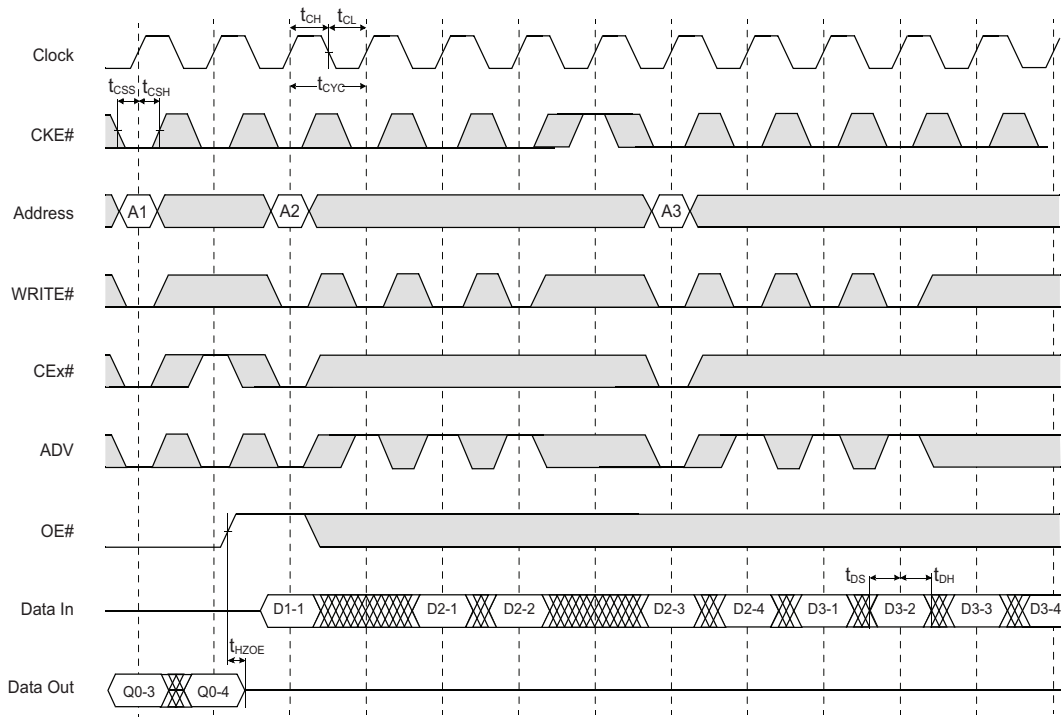 tCH tCL
Clock
tCSS tCSH tCYC
CKE#
Address A1 A2 A3
WRITE#
CEx#
ADV
OE#
tDS tDH
Data In D1-1 D2-1 D2-2 D2-3 D2-4 D3-1 D3-2 D3-3 D3-4
tHZOE
Data Out Q0-3 Q0-4